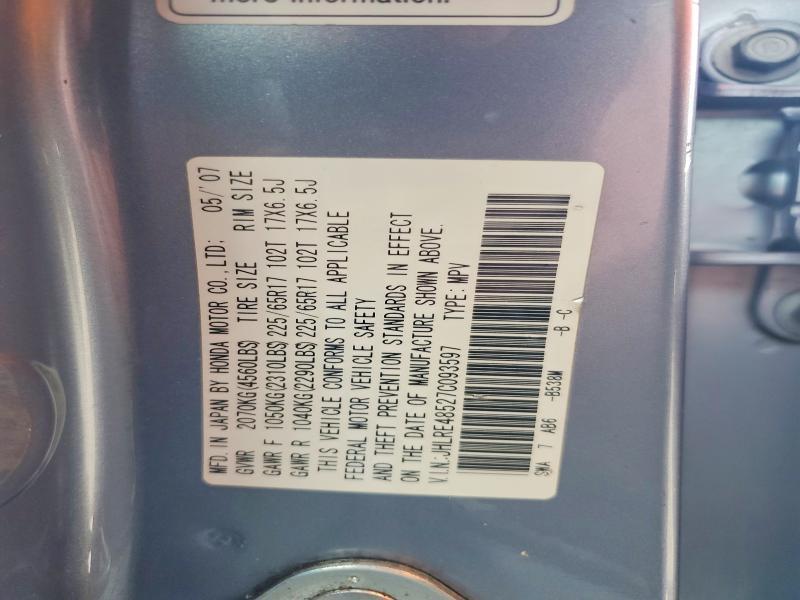 more information.
MFD. IN JAPAN BY HONDA MOTOR CO.,LTD: 05/'07
GVWR 2070KG(4560LBS) TIRE SIZE RIM SIZE
GAWR F 1050KG(2310LBS) 225/65R17 102T 17X6.5J
GAWR R 1040KG(2290LBS) 225/65R17 102T 17X6.5J
THIS VEHICLE CONFORMS TO ALL APPLICABLE
FEDERAL MOTOR VEHICLE SAFETY
AND THEFT PREVENTION STANDARDS IN EFFECT
ON THE DATE OF MANUFACTURE SHOWN ABOVE.
V.I.N.:JHLRE48527C093597 TYPE: MPV
SWA 7 AB6 -B538M -B -C